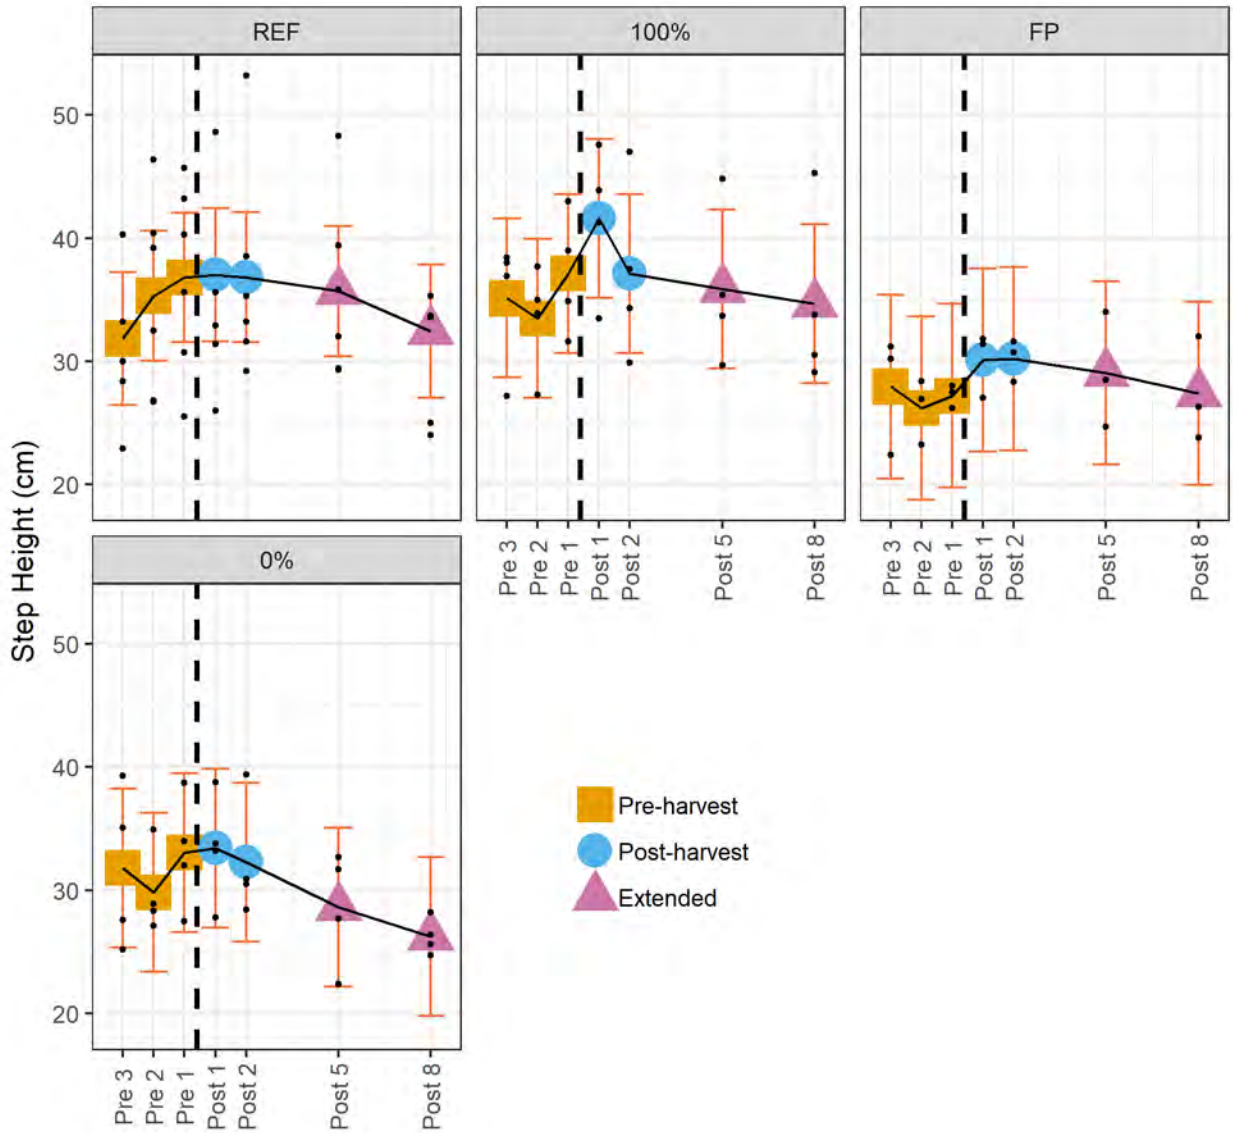 REF
100%
FP
50
40
30
20
Step Height (cm)
Pre 3
Pre 2
Pre 1
Post 1
Post 2
Post 5
Post 8
Pre 3
Pre 2
Pre 1
Post 1
Post 2
Post 5
Post 8
0%
50
40
30
20
Pre 3
Pre 2
Pre 1
Post 1
Post 2
Post 5
Post 8
Pre-harvest
Post-harvest
Extended